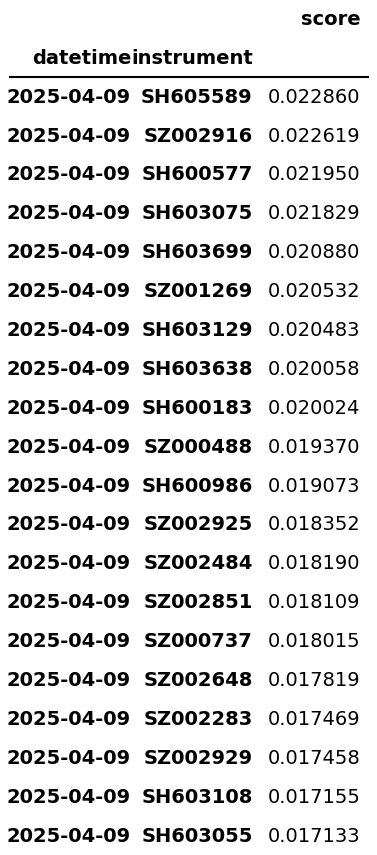 score
datetime instrument
2025-04-09 SH605589 0.022860
2025-04-09 SZ002916 0.022619
2025-04-09 SH600577 0.021950
2025-04-09 SH603075 0.021829
2025-04-09 SH603699 0.020880
2025-04-09 SZ001269 0.020532
2025-04-09 SH603129 0.020483
2025-04-09 SH603638 0.020058
2025-04-09 SH600183 0.020024
2025-04-09 SZ000488 0.019370
2025-04-09 SH600986 0.019073
2025-04-09 SZ002925 0.018352
2025-04-09 SZ002484 0.018190
2025-04-09 SZ002851 0.018109
2025-04-09 SZ000737 0.018015
2025-04-09 SZ002648 0.017819
2025-04-09 SZ002283 0.017469
2025-04-09 SZ002929 0.017458
2025-04-09 SH603108 0.017155
2025-04-09 SH603055 0.017133